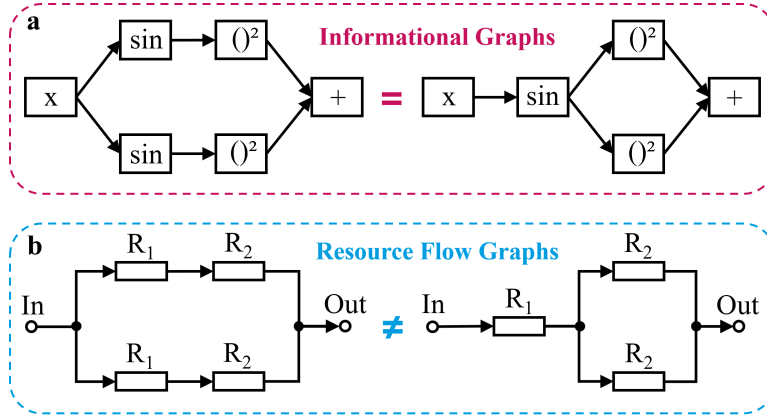 a
Informational Graphs
sin
()²
x
+
sin
()²
=
x
sin
()²
+
()²
b
Resource Flow Graphs
R₁
R₂
In
Out
R₁
R₂
≠
In
R₁
R₂
Out
R₂